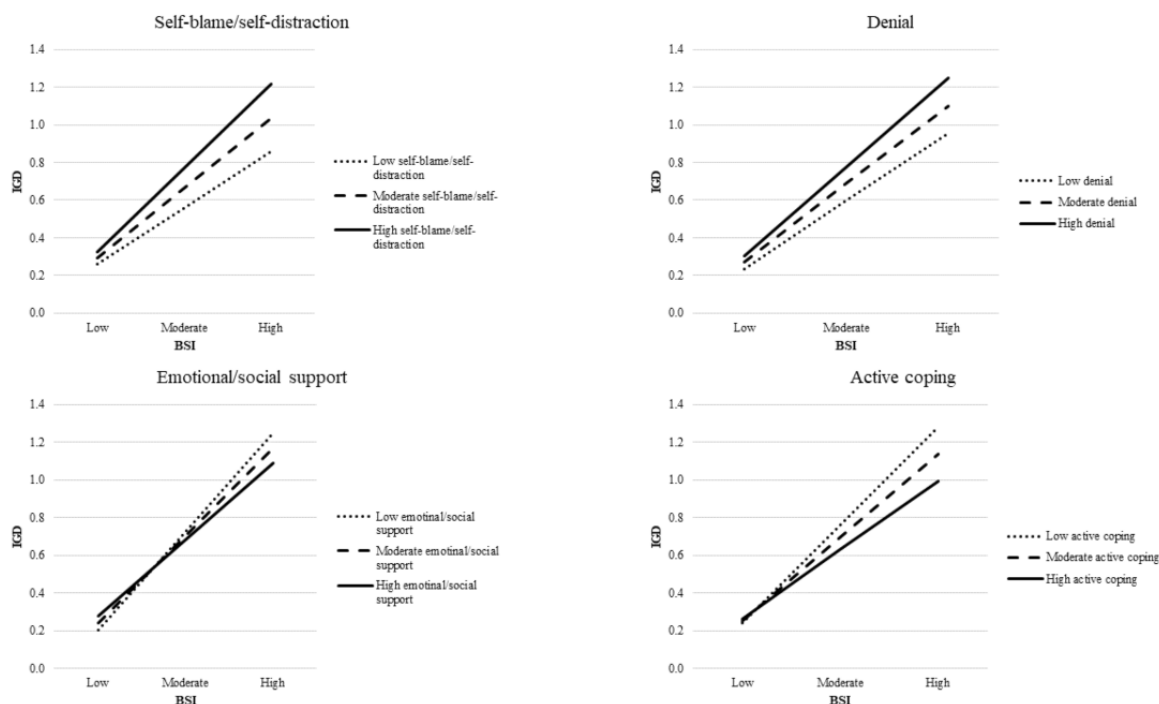 Self-blame/self-distraction
1.4
1.2
1.0
0.8
0.6
0.4
0.2
0.0
IGD
Low Moderate High
BSI
Low self-blame/self-
distraction
Moderate self-blame/self-
distraction
High self-blame/self-
distraction
Denial
1.4
1.2
1.0
0.8
0.6
0.4
0.2
0.0
IGD
Low Moderate High
BSI
Low denial
Moderate denial
High denial
Emotional/social support
1.4
1.2
1.0
0.8
0.6
0.4
0.2
0.0
IGD
Low Moderate High
BSI
Low emotinal/social
support
Moderate emotinal/social
support
High emotinal/social
support
Active coping
1.4
1.2
1.0
0.8
0.6
0.4
0.2
0.0
IGD
Low Moderate High
BSI
Low active coping
Moderate active coping
High active coping